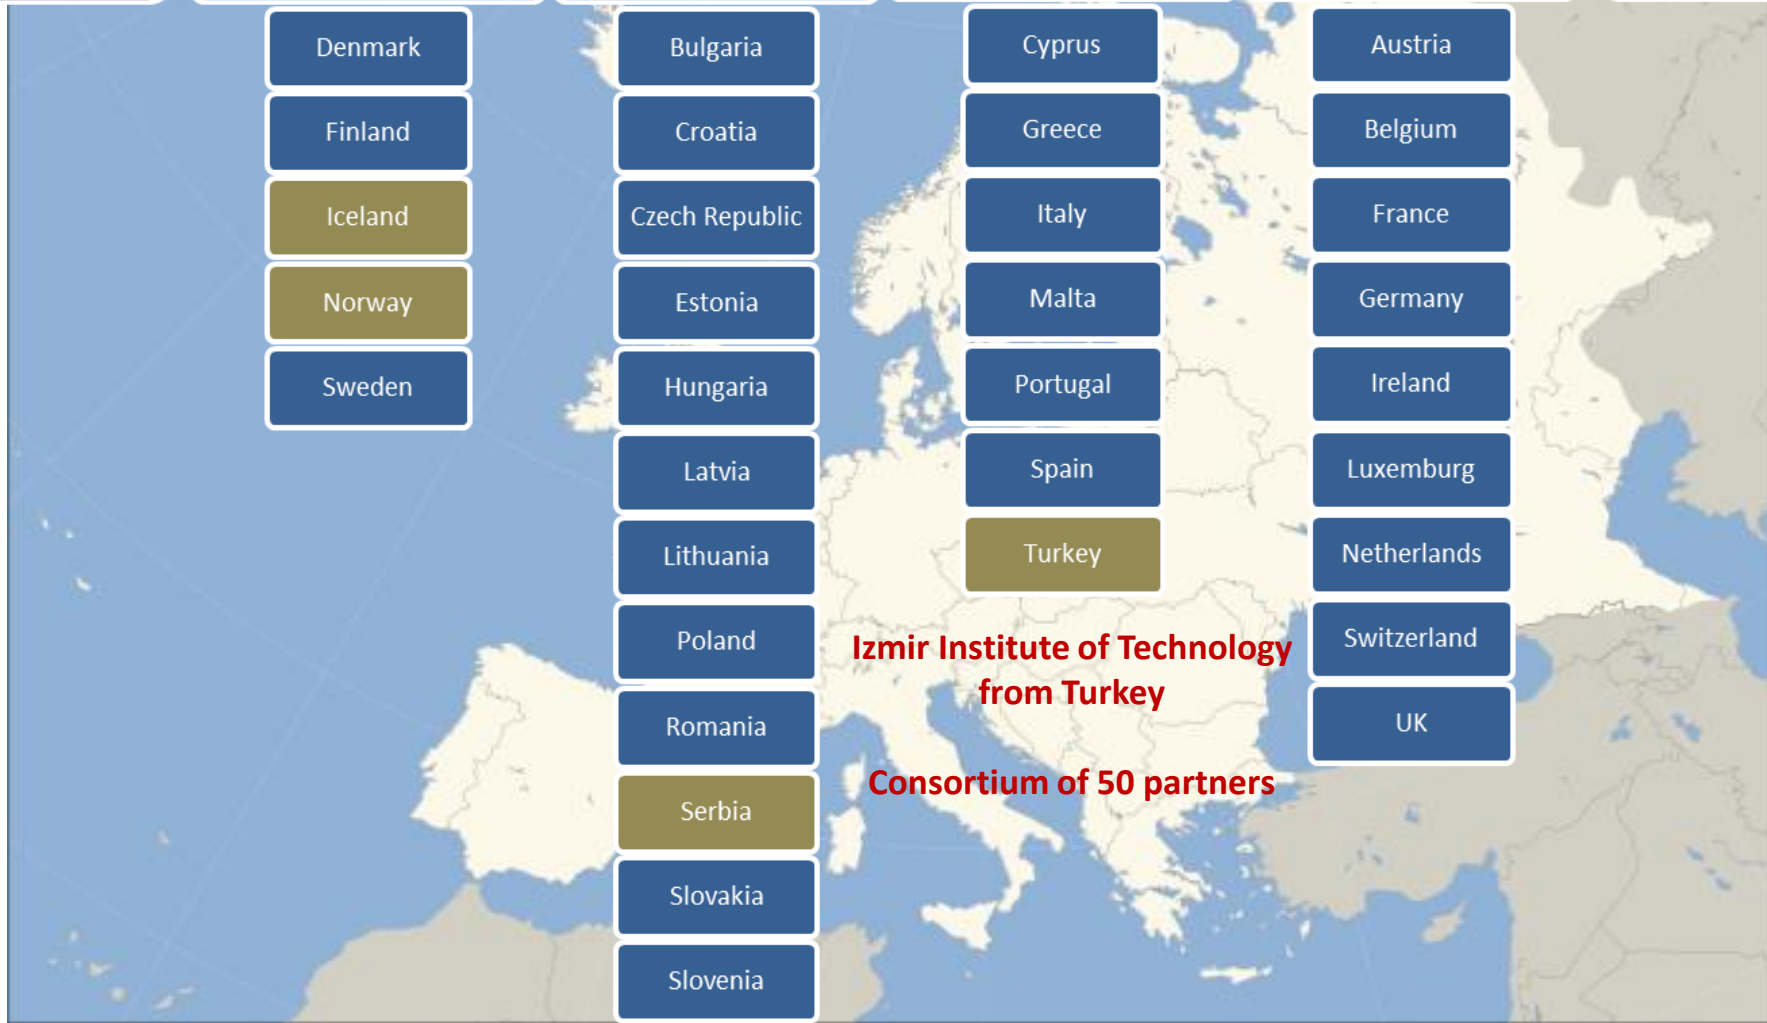 Denmark
Finland
Iceland
Norway
Sweden
Bulgaria
Croatia
Czech Republic
Estonia
Hungaria
Latvia
Lithuania
Poland
Romania
Serbia
Slovakia
Slovenia
Cyprus
Greece
Italy
Malta
Portugal
Spain
Turkey
Izmir Institute of Technology
from Turkey
Consortium of 50 partners
Austria
Belgium
France
Germany
Ireland
Luxemburg
Netherlands
Switzerland
UK